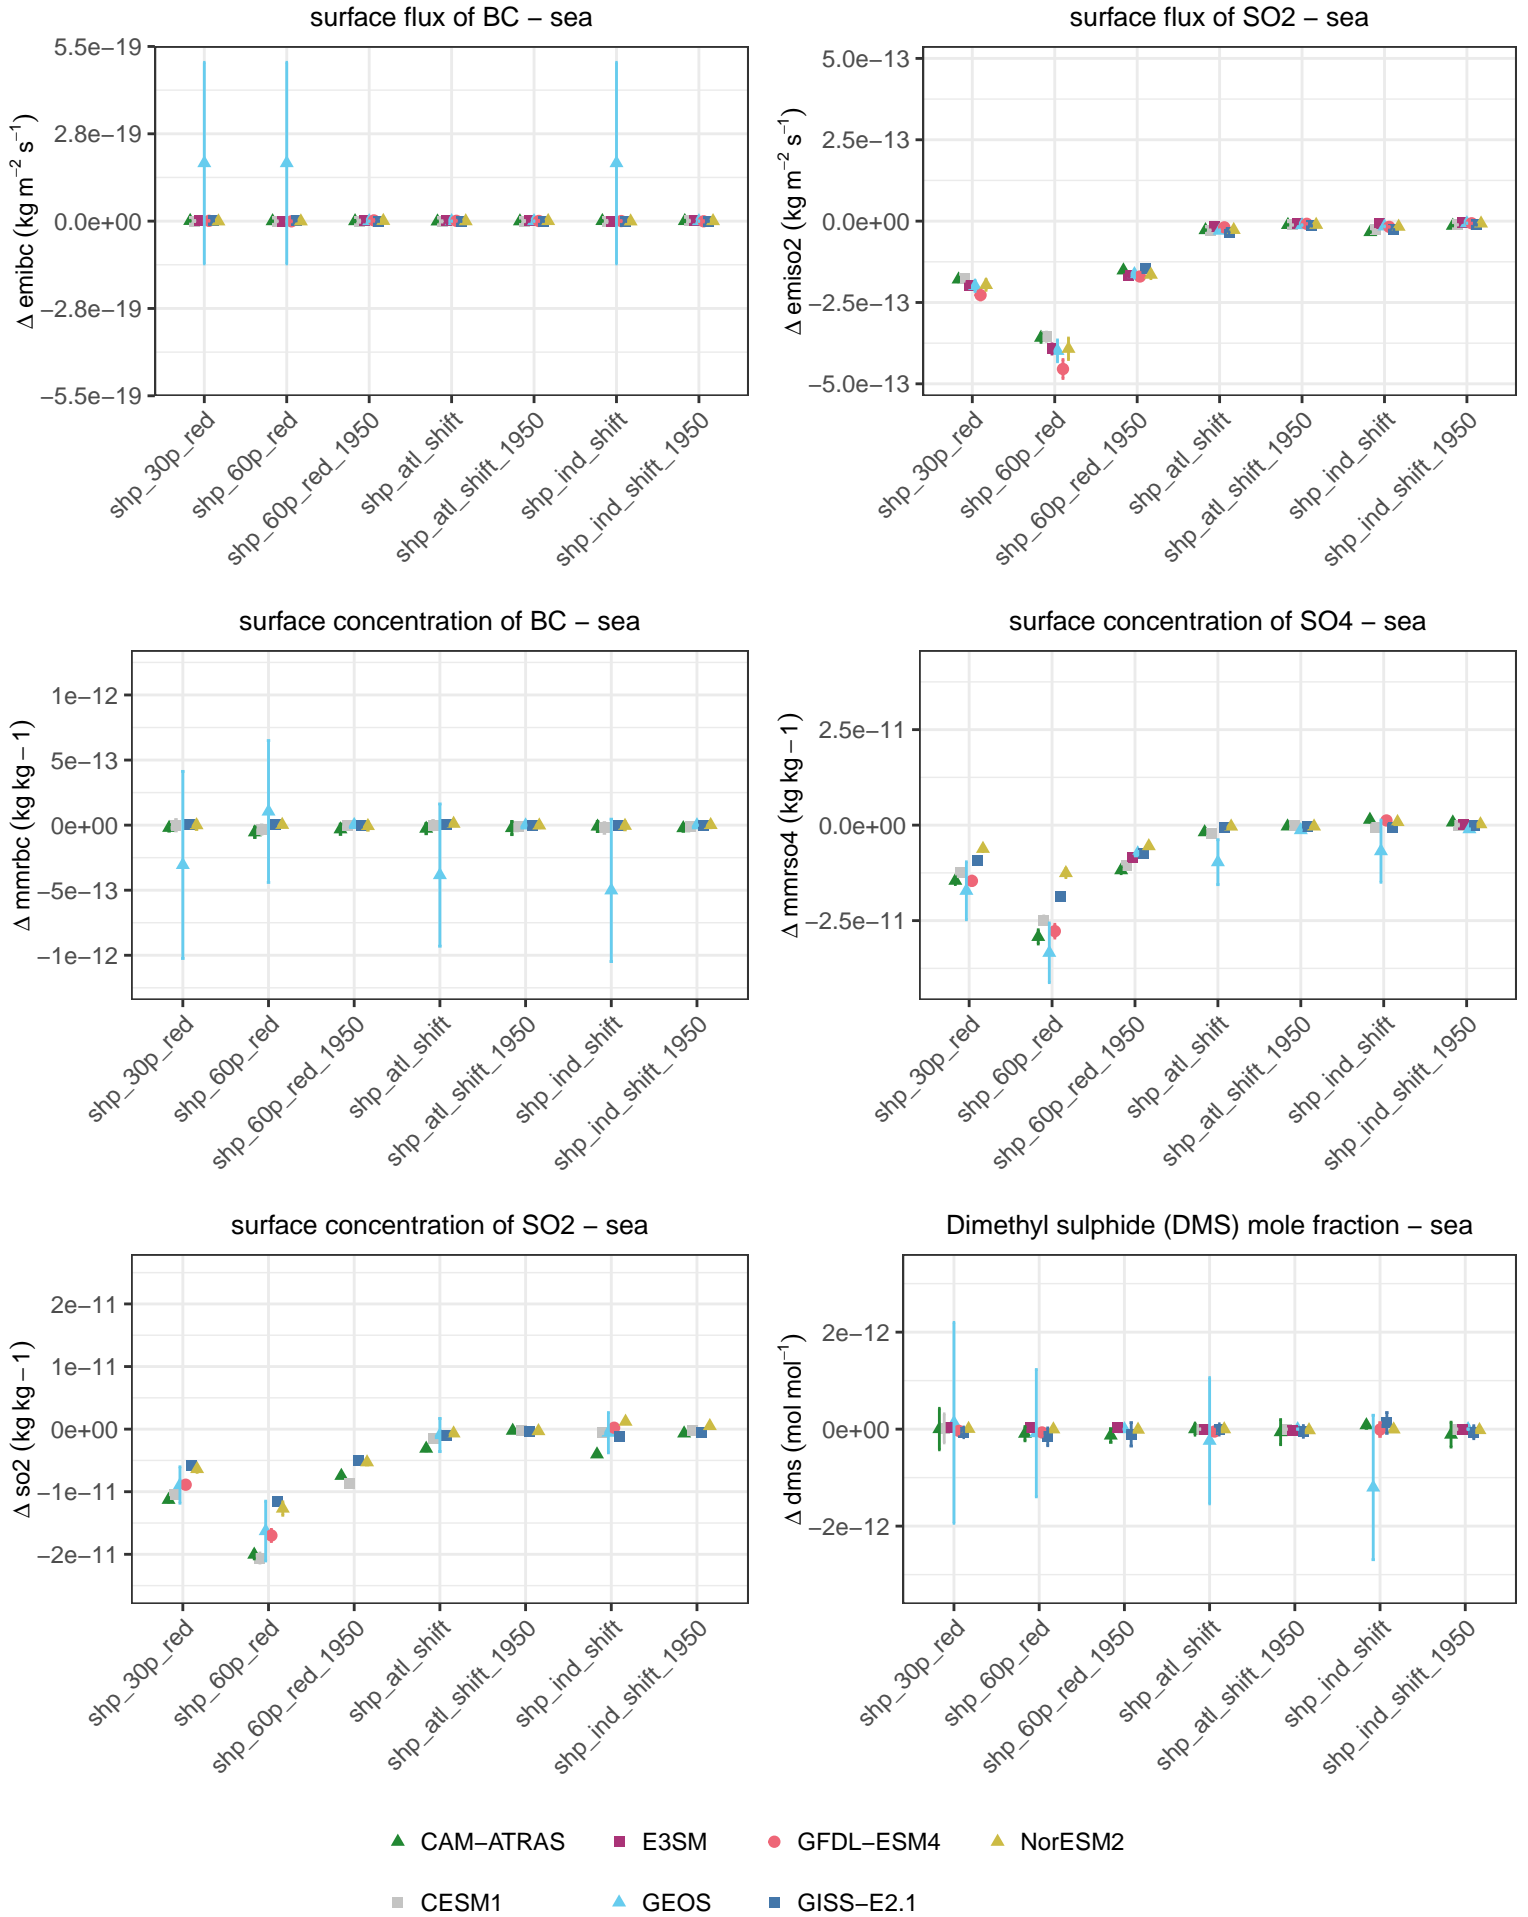 surface flux of BC − sea
5.5e−19
2.8e−19
0.0e+00
−2.8e−19
−5.5e−19
Δ emibc (kg m⁻² s⁻¹)
shp_30p_red
shp_60p_red
shp_60p_red_1950
shp_atl_shift
shp_atl_shift_1950
shp_ind_shift
shp_ind_shift_1950
surface flux of SO2 − sea
5.0e−13
2.5e−13
0.0e+00
−2.5e−13
−5.0e−13
Δ emiso2 (kg m⁻² s⁻¹)
shp_30p_red
shp_60p_red
shp_60p_red_1950
shp_atl_shift
shp_atl_shift_1950
shp_ind_shift
shp_ind_shift_1950
surface concentration of BC − sea
1e−12
5e−13
0e+00
−5e−13
−1e−12
Δ mmrbc (kg kg − 1)
shp_30p_red
shp_60p_red
shp_60p_red_1950
shp_atl_shift
shp_atl_shift_1950
shp_ind_shift
shp_ind_shift_1950
surface concentration of SO4 − sea
2.5e−11
0.0e+00
−2.5e−11
Δ mmrso4 (kg kg − 1)
shp_30p_red
shp_60p_red
shp_60p_red_1950
shp_atl_shift
shp_atl_shift_1950
shp_ind_shift
shp_ind_shift_1950
surface concentration of SO2 − sea
2e−11
1e−11
0e+00
−1e−11
−2e−11
Δ so2 (kg kg − 1)
shp_30p_red
shp_60p_red
shp_60p_red_1950
shp_atl_shift
shp_atl_shift_1950
shp_ind_shift
shp_ind_shift_1950
Dimethyl sulphide (DMS) mole fraction − sea
2e−12
0e+00
−2e−12
Δ dms (mol mol⁻¹)
shp_30p_red
shp_60p_red
shp_60p_red_1950
shp_atl_shift
shp_atl_shift_1950
shp_ind_shift
shp_ind_shift_1950
CAM−ATRAS E3SM GFDL−ESM4 NorESM2
CESM1 GEOS GISS−E2.1